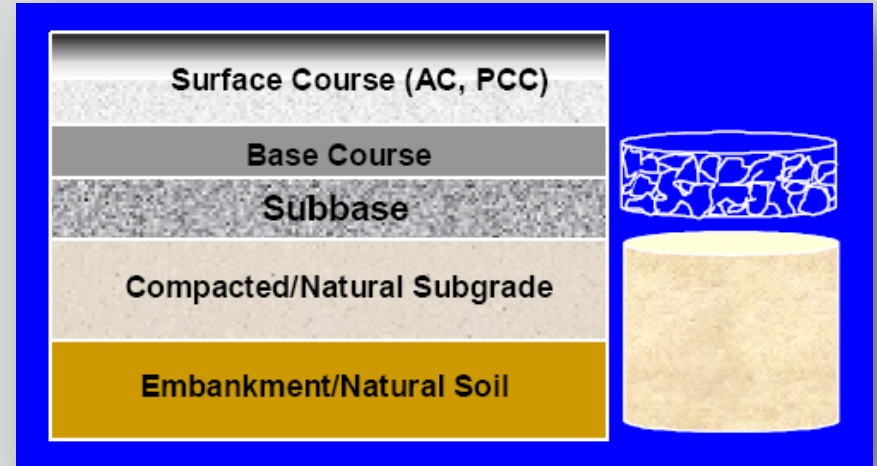 Surface Course (AC, PCC)
Base Course
Subbase
Compacted/Natural Subgrade
Embankment/Natural Soil